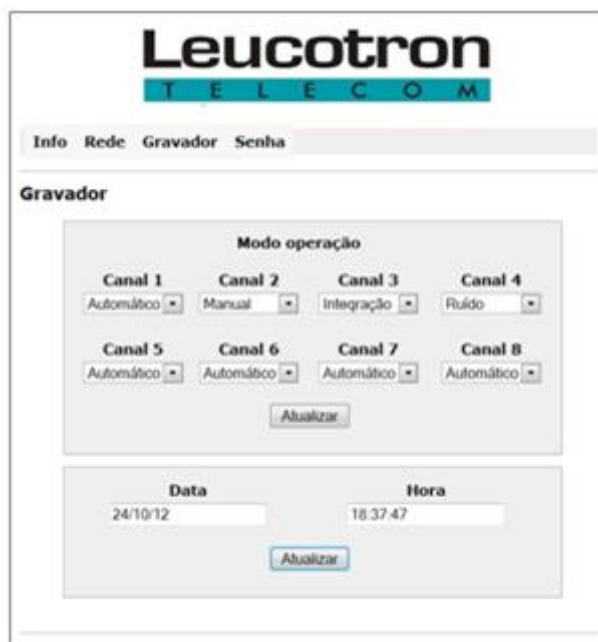 Leucotron
TELECOM
Info Rede Gravador Senha
Gravador
Modo operação
Canal 1 Canal 2 Canal 3 Canal 4
Automático Manual Integração Ruído
Canal 5 Canal 6 Canal 7 Canal 8
Automático Automático Automático Automático
Atualizar
Data Hora
24/10/12 18:37:47
Atualizar